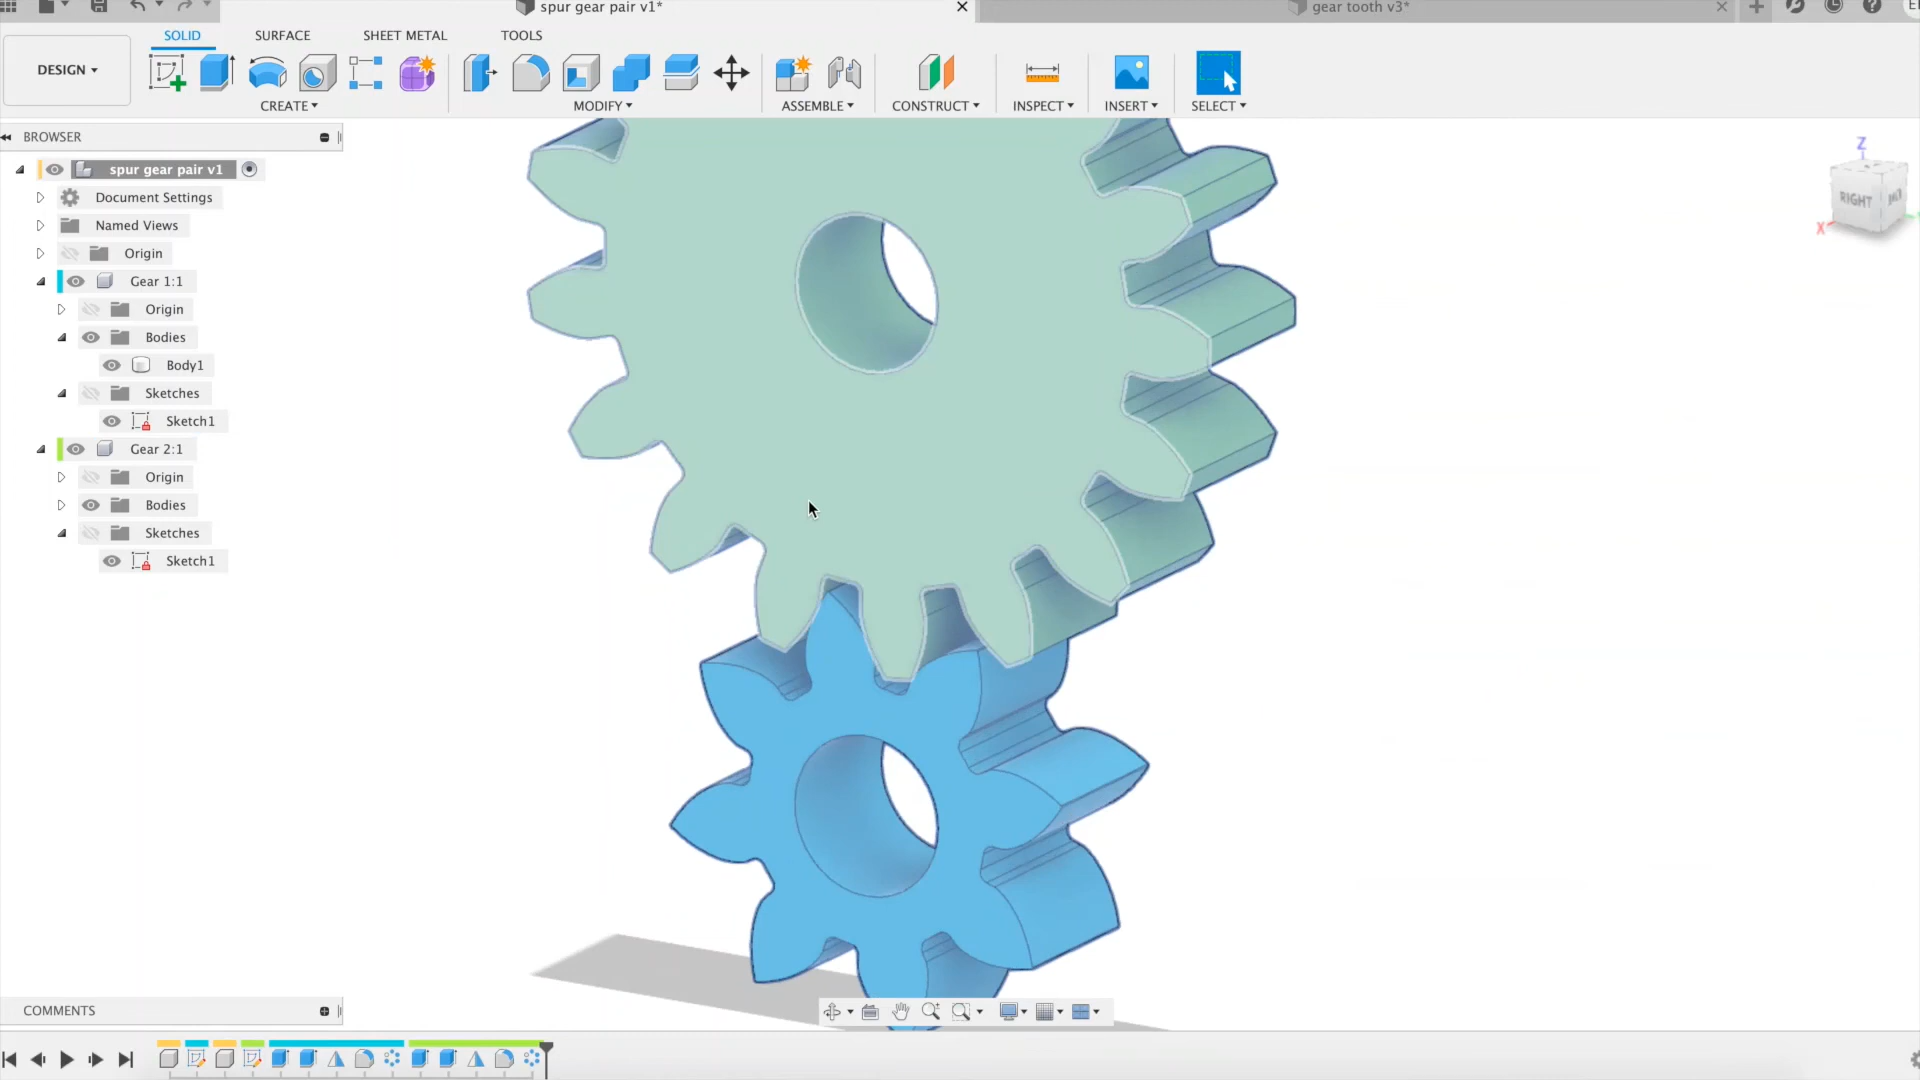 spur gear pair v1*
gear tooth v3*
SOLID SURFACE SHEET METAL TOOLS
DESIGN
CREATE MODIFY ASSEMBLE CONSTRUCT INSPECT INSERT SELECT
BROWSER
spur gear pair v1
Document Settings
Named Views
Origin
Gear 1:1
Origin
Bodies
Body1
Sketches
Sketch1
Gear 2:1
Origin
Bodies
Sketches
Sketch1
Z
RIGHT
X
COMMENTS